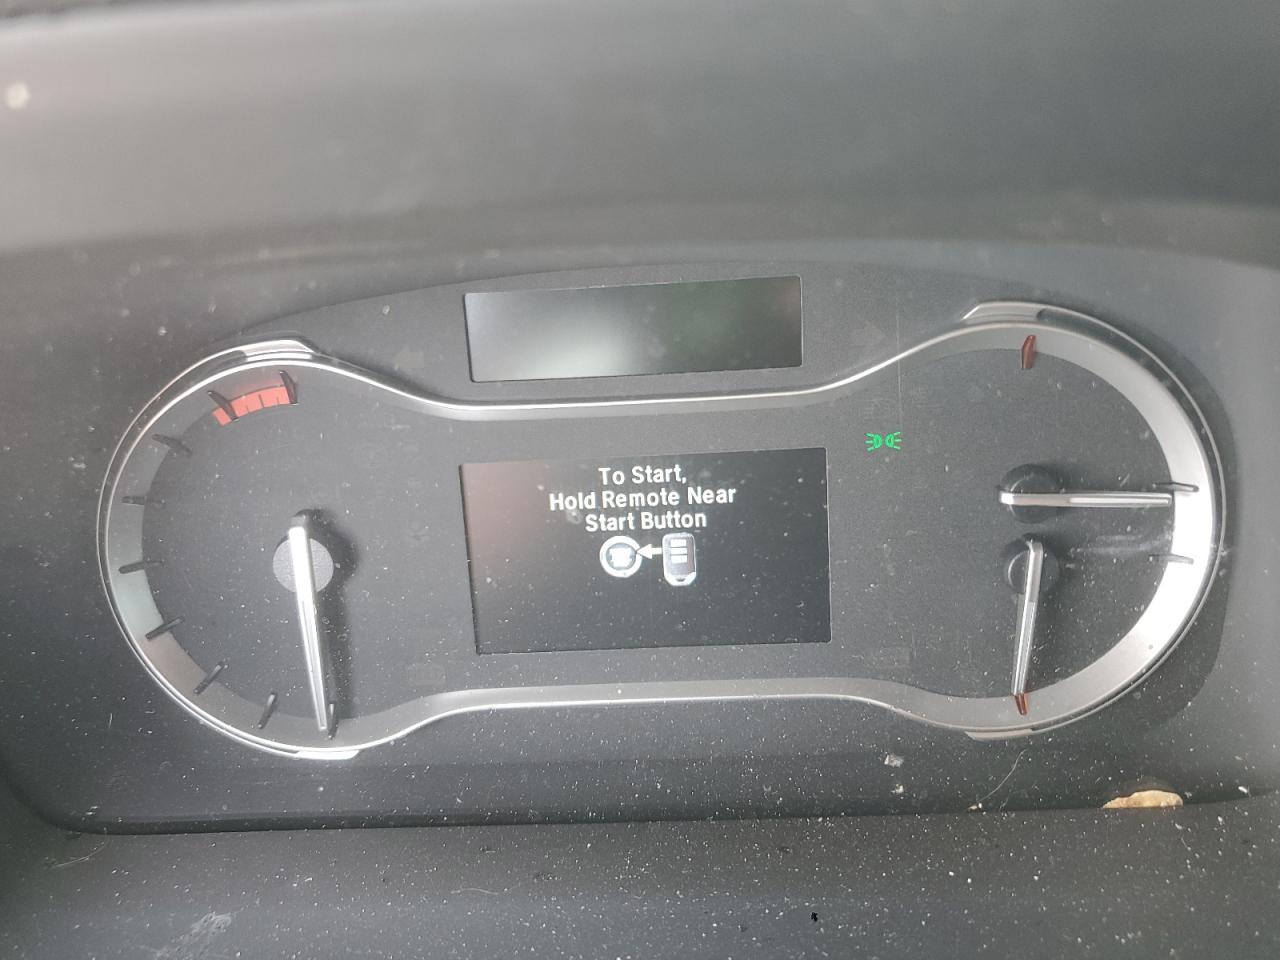 To Start,
Hold Remote Near
Start Button